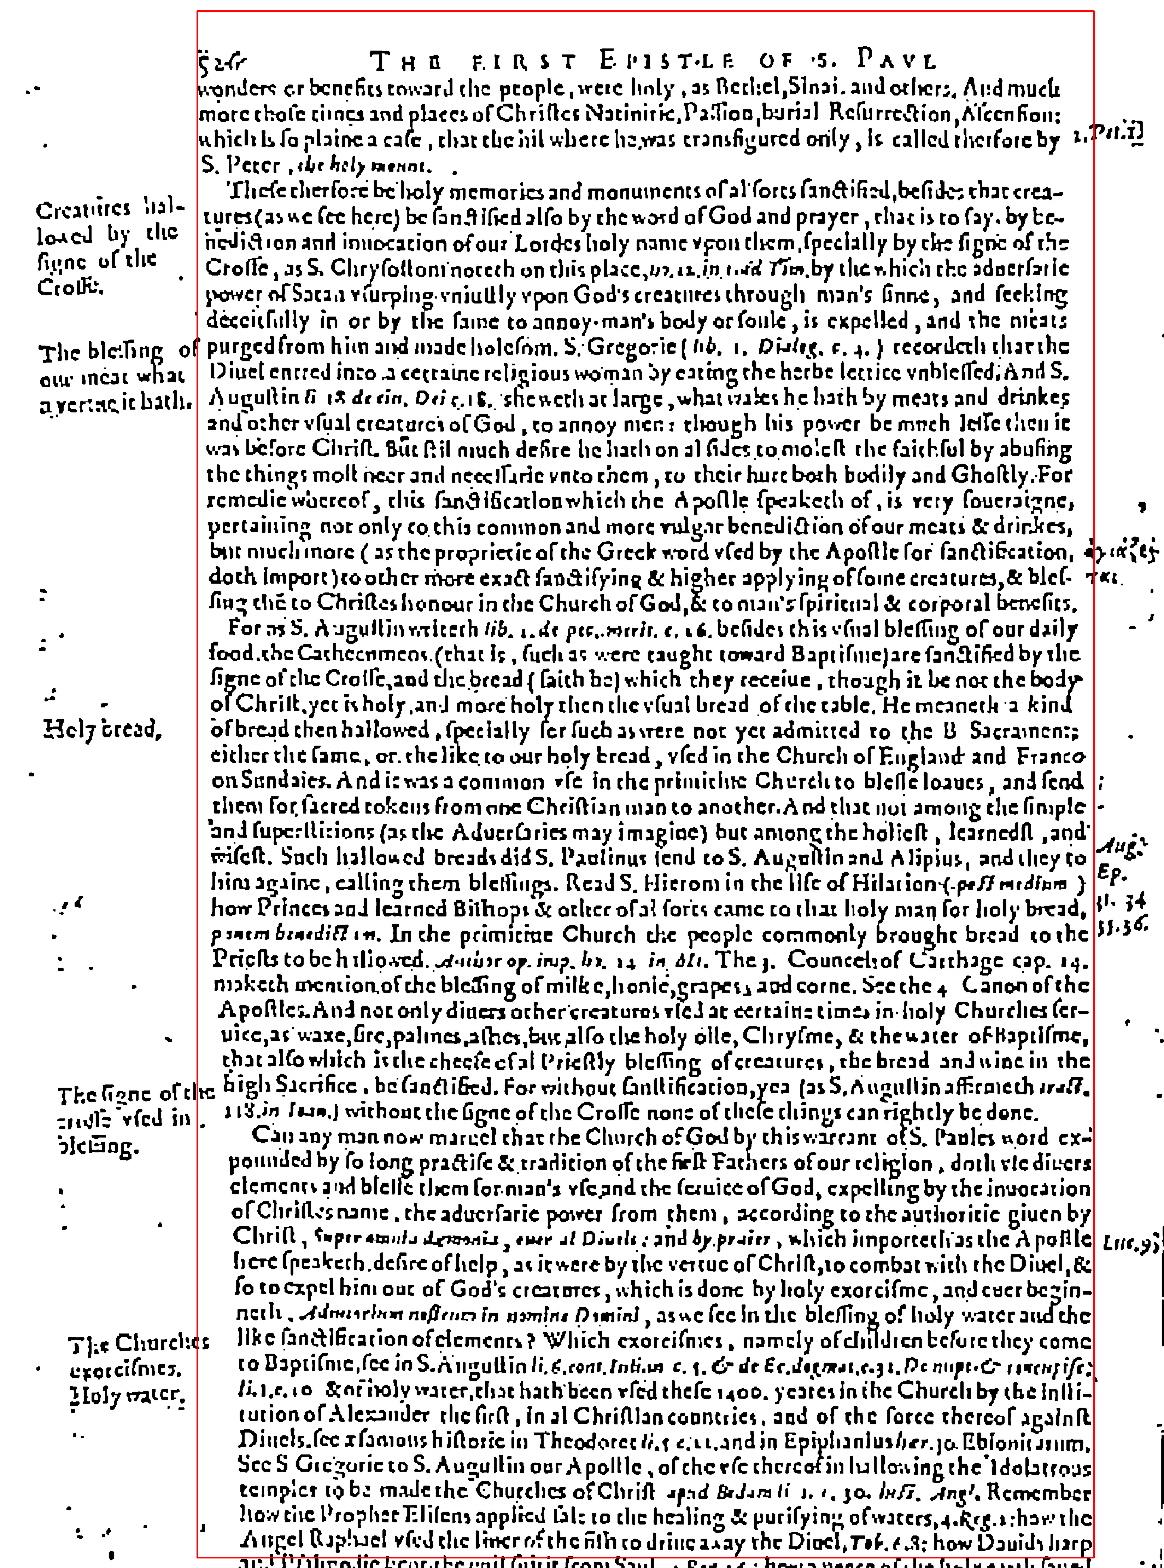 THE FIRST EPISTLE OF S. PAVL
wonders or benefits toward the people, were holy, as Bethel, Sinai. and others. And much
more those times and places of Christes Natiuitie, Passion, burial Resurrection, Ascension:
which is so plaine a case, that the hil where he was transfigured only, is called therfore by
S. Peter, the holy mount.
These therfore be holy memories and monuments of al sorts sanctified, besides that crea-
tures (as we see here) be sanctified also by the word of God and prayer, that is to say. by be-
nediction and inuocation of our Lordes holy name vpon them, specially by the signe of the
Crosse, as S. Chrysostom noteth on this place, ho. 12. in 1. ad Tim. by the which the aduersarie
power of Satan vsurping vniustly vpon God's creatures through man's sinne, and seeking
deceitfully in or by the same to annoy man's body or soule, is expelled, and the meats
purged from him and made holesom. S. Gregorie (lib. 1. Dialog. c. 4.) recordeth that the
Diuel entred into a certaine religious woman by eating the herbe lettice vnblessed; And S.
Augustin li 18 de ciu. Dei c. 18. sheweth at large, what waies he hath by meats and drinkes
and other vsual creatures of God, to annoy men: though his power be much lesse then it
was before Christ. But stil much desire he hath on al sides to molest the faithful by abusing
the things most neer and necessarie vnto them, to their hurt both bodily and Ghostly. For
remedie whereof, this sanctification which the Apostle speaketh of, is very soueraigne,
pertaining not only to this common and more vulgar benediction of our meats & drinkes,
but much more (as the proprietie of the Greek word vsed by the Apostle for sanctification,
doth import) to other more exact sanctifying & higher applying of some creatures, & bles-
sing thē to Christes honour in the Church of God, & to man's spiritual & corporal benefits.
For as S. Augustin writeth lib. 2. de pec. merit. c. 26. besides this vsual blessing of our daily
food. the Cathecumens (that is, such as were taught toward Baptisme) are sanctified by the
signe of the Crosse, and the bread (saith he) which they receiue, though it be not the body
of Christ, yet is holy, and more holy then the vsual bread of the table. He meaneth a kind
of bread then hallowed, specially for such as were not yet admitted to the B Sacrament;
either the same, or the like to our holy bread, vsed in the Church of England and France
on Sundaies. And it was a common vse in the primitiue Church to blesse loaues, and send
them for sacred tokens from one Christian man to another. And that not among the simple
and superstitious (as the Aduersaries may imagine) but among the holiest, learnedst, and
wisest. Such hallowed breads did S. Paulinus send to S. Augustin and Alipius, and they to
him againe, calling them blessings. Read S. Hierom in the life of Hilarion (post medium)
how Princes and learned Bishops & other of al sorts came to that holy man for holy bread,
panem benedictum. In the primitiue Church the people commonly brought bread to the
Priests to be hallowed. Author op. imp. ho. 14 in Mt. The 3. Councel of Carthage cap. 24.
maketh mention of the blessing of milke, honie, grapes, and corne. See the 4 Canon of the
Apostles. And not only diuers other creatures vsed at certaine times in holy Churches ser-
uice, as waxe, fire, palmes, ashes, but also the holy oile, Chrysme, & the water of Baptisme,
that also which is the cheefe of al Priestly blessing of creatures, the bread and wine in the
high Sacrifice, be sanctified. For without sanctification, yea (as S. Augustin affirmeth tract.
118. in Ioan.) without the signe of the Crosse none of these things can rightly be done.
Can any man now maruel that the Church of God by this warrant of S. Paules word ex-
pounded by so long practise & tradition of the first Fathers of our religion, doth vse diuers
elements and blesse them for man's vse, and the seruice of God, expelling by the inuocation
of Christes name, the aduersarie power from them, according to the authoritie giuen by
Christ, Super omnia dæmonia, ouer al Diuels; and by praier, which importeth as the Apostle
here speaketh, desire of help, as it were by the vertue of Christ, to combat with the Diuel, &
so to expel him out of God's creatures, which is done by holy exorcisme, and euer begin-
neth, Adiutorium nostrum in nomine Domini, as we see in the blessing of holy water and the
like sanctification of elements? Which exorcismes, namely of children before they come
to Baptisme, see in S. Augustin li. 6. cont. Iulian c. 5. & de Ec. dogmat. c. 31. De nupt. & concupisc.
li. 1. c. 20 & of holy water, that hath been vsed these 1400. yeares in the Church by the Insti-
tution of Alexander the first, in al Christian countries, and of the force thereof against
Diuels. see a famous historie in Theodoret li. 5 c. 21. and in Epiphanius her. 30. Ebionitarum.
See S Gregorie to S. Augustin our Apostle, of the vse thereof in hallowing the Idolatrous
temples to be made the Churches of Christ apud Bedam li 1. c. 30. hist. Angl. Remember
how the Prophet Eliseus applied salt to the healing & purifying of waters, 4. Reg. 2: how the
Angel Raphael vsed the liuer of the fish to driue away the Diuel, Tob. 6. 8: how Dauids harp
Creatures hal-
lowed by the
signe of the
Crosse.
The blessing of
our meat what
a vertue it hath.
Holy bread,
The signe of the
crosse vsed in
blessing.
The Churches
exorcismes.
Holy water.
Aug.
Ep.
31. 34
35. 36.
Luc. 9;